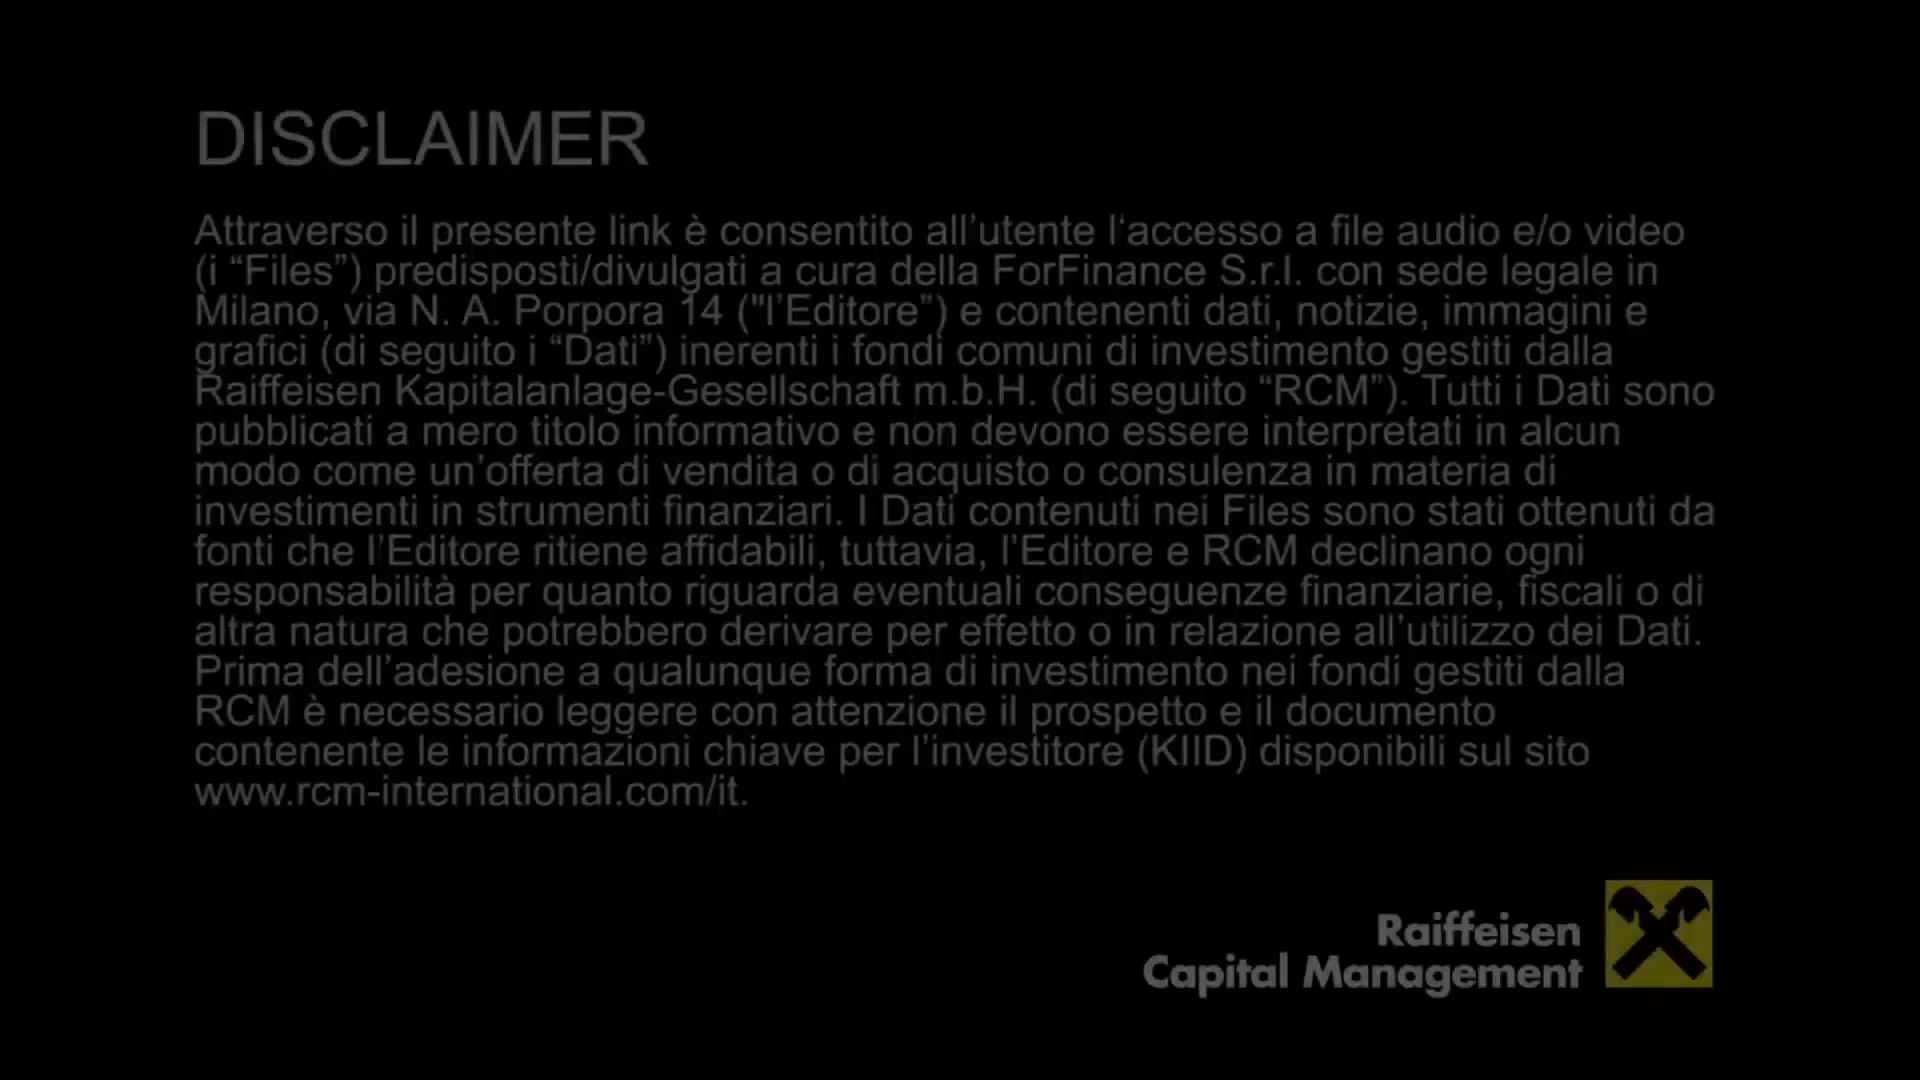 DISCLAIMER
Attraverso il presente link è consentito all’utente l‘accesso a file audio e/o video
(i “Files”) predisposti/divulgati a cura della ForFinance S.r.l. con sede legale in
Milano, via N. A. Porpora 14 ("l’Editore”) e contenenti dati, notizie, immagini e
grafici (di seguito i “Dati”) inerenti i fondi comuni di investimento gestiti dalla
Raiffeisen Kapitalanlage-Gesellschaft m.b.H. (di seguito “RCM”). Tutti i Dati sono
pubblicati a mero titolo informativo e non devono essere interpretati in alcun
modo come un’offerta di vendita o di acquisto o consulenza in materia di
investimenti in strumenti finanziari. I Dati contenuti nei Files sono stati ottenuti da
fonti che l’Editore ritiene affidabili, tuttavia, l’Editore e RCM declinano ogni
responsabilità per quanto riguarda eventuali conseguenze finanziarie, fiscali o di
altra natura che potrebbero derivare per effetto o in relazione all’utilizzo dei Dati.
Prima dell’adesione a qualunque forma di investimento nei fondi gestiti dalla
RCM è necessario leggere con attenzione il prospetto e il documento
contenente le informazioni chiave per l’investitore (KIID) disponibili sul sito
www.rcm-international.com/it.
Raiffeisen
Capital Management